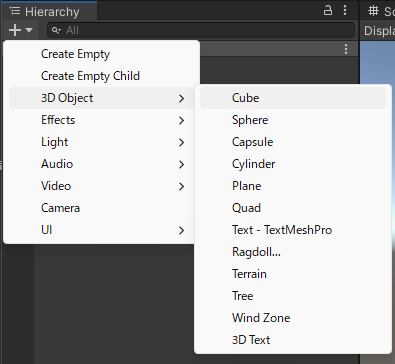 Hierarchy
All
Create Empty
Create Empty Child
3D Object
Effects
Light
Audio
Video
Camera
UI
Cube
Sphere
Capsule
Cylinder
Plane
Quad
Text - TextMeshPro
Ragdoll...
Terrain
Tree
Wind Zone
3D Text
Sc
Displa